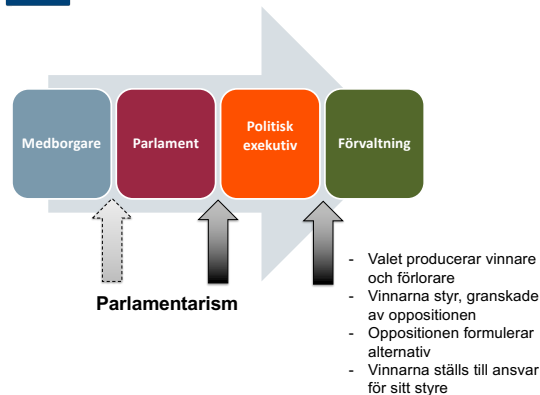 Medborgare
Parlament
Politisk
exekutiv
Förvaltning
Parlamentarism
- Valet producerar vinnare
och förlorare
- Vinnarna styr, granskade
av oppositionen
- Oppositionen formulerar
alternativ
- Vinnarna ställs till ansvar
för sitt styre